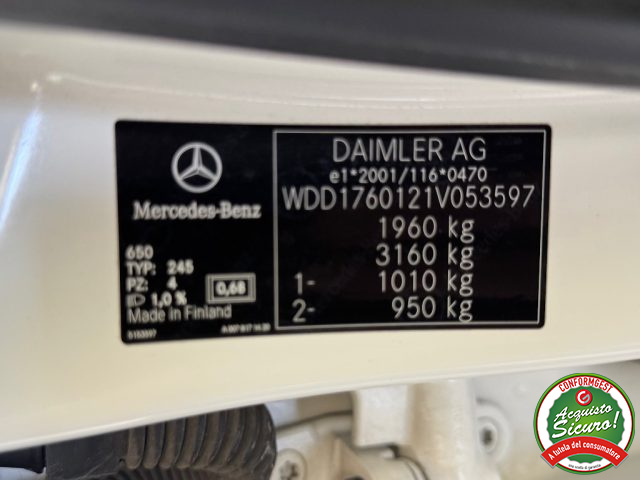 Mercedes-Benz
650
TYP: 245
PZ: 4
1,0 %
0,68
Made in Finland
DAIMLER AG
e1*2001/116*0470
WDD1760121V053597
1960 kg
3160 kg
1- 1010 kg
2- 950 kg
CONFORMGEST
Acquisto
Sicuro!
A tutela del consumatore